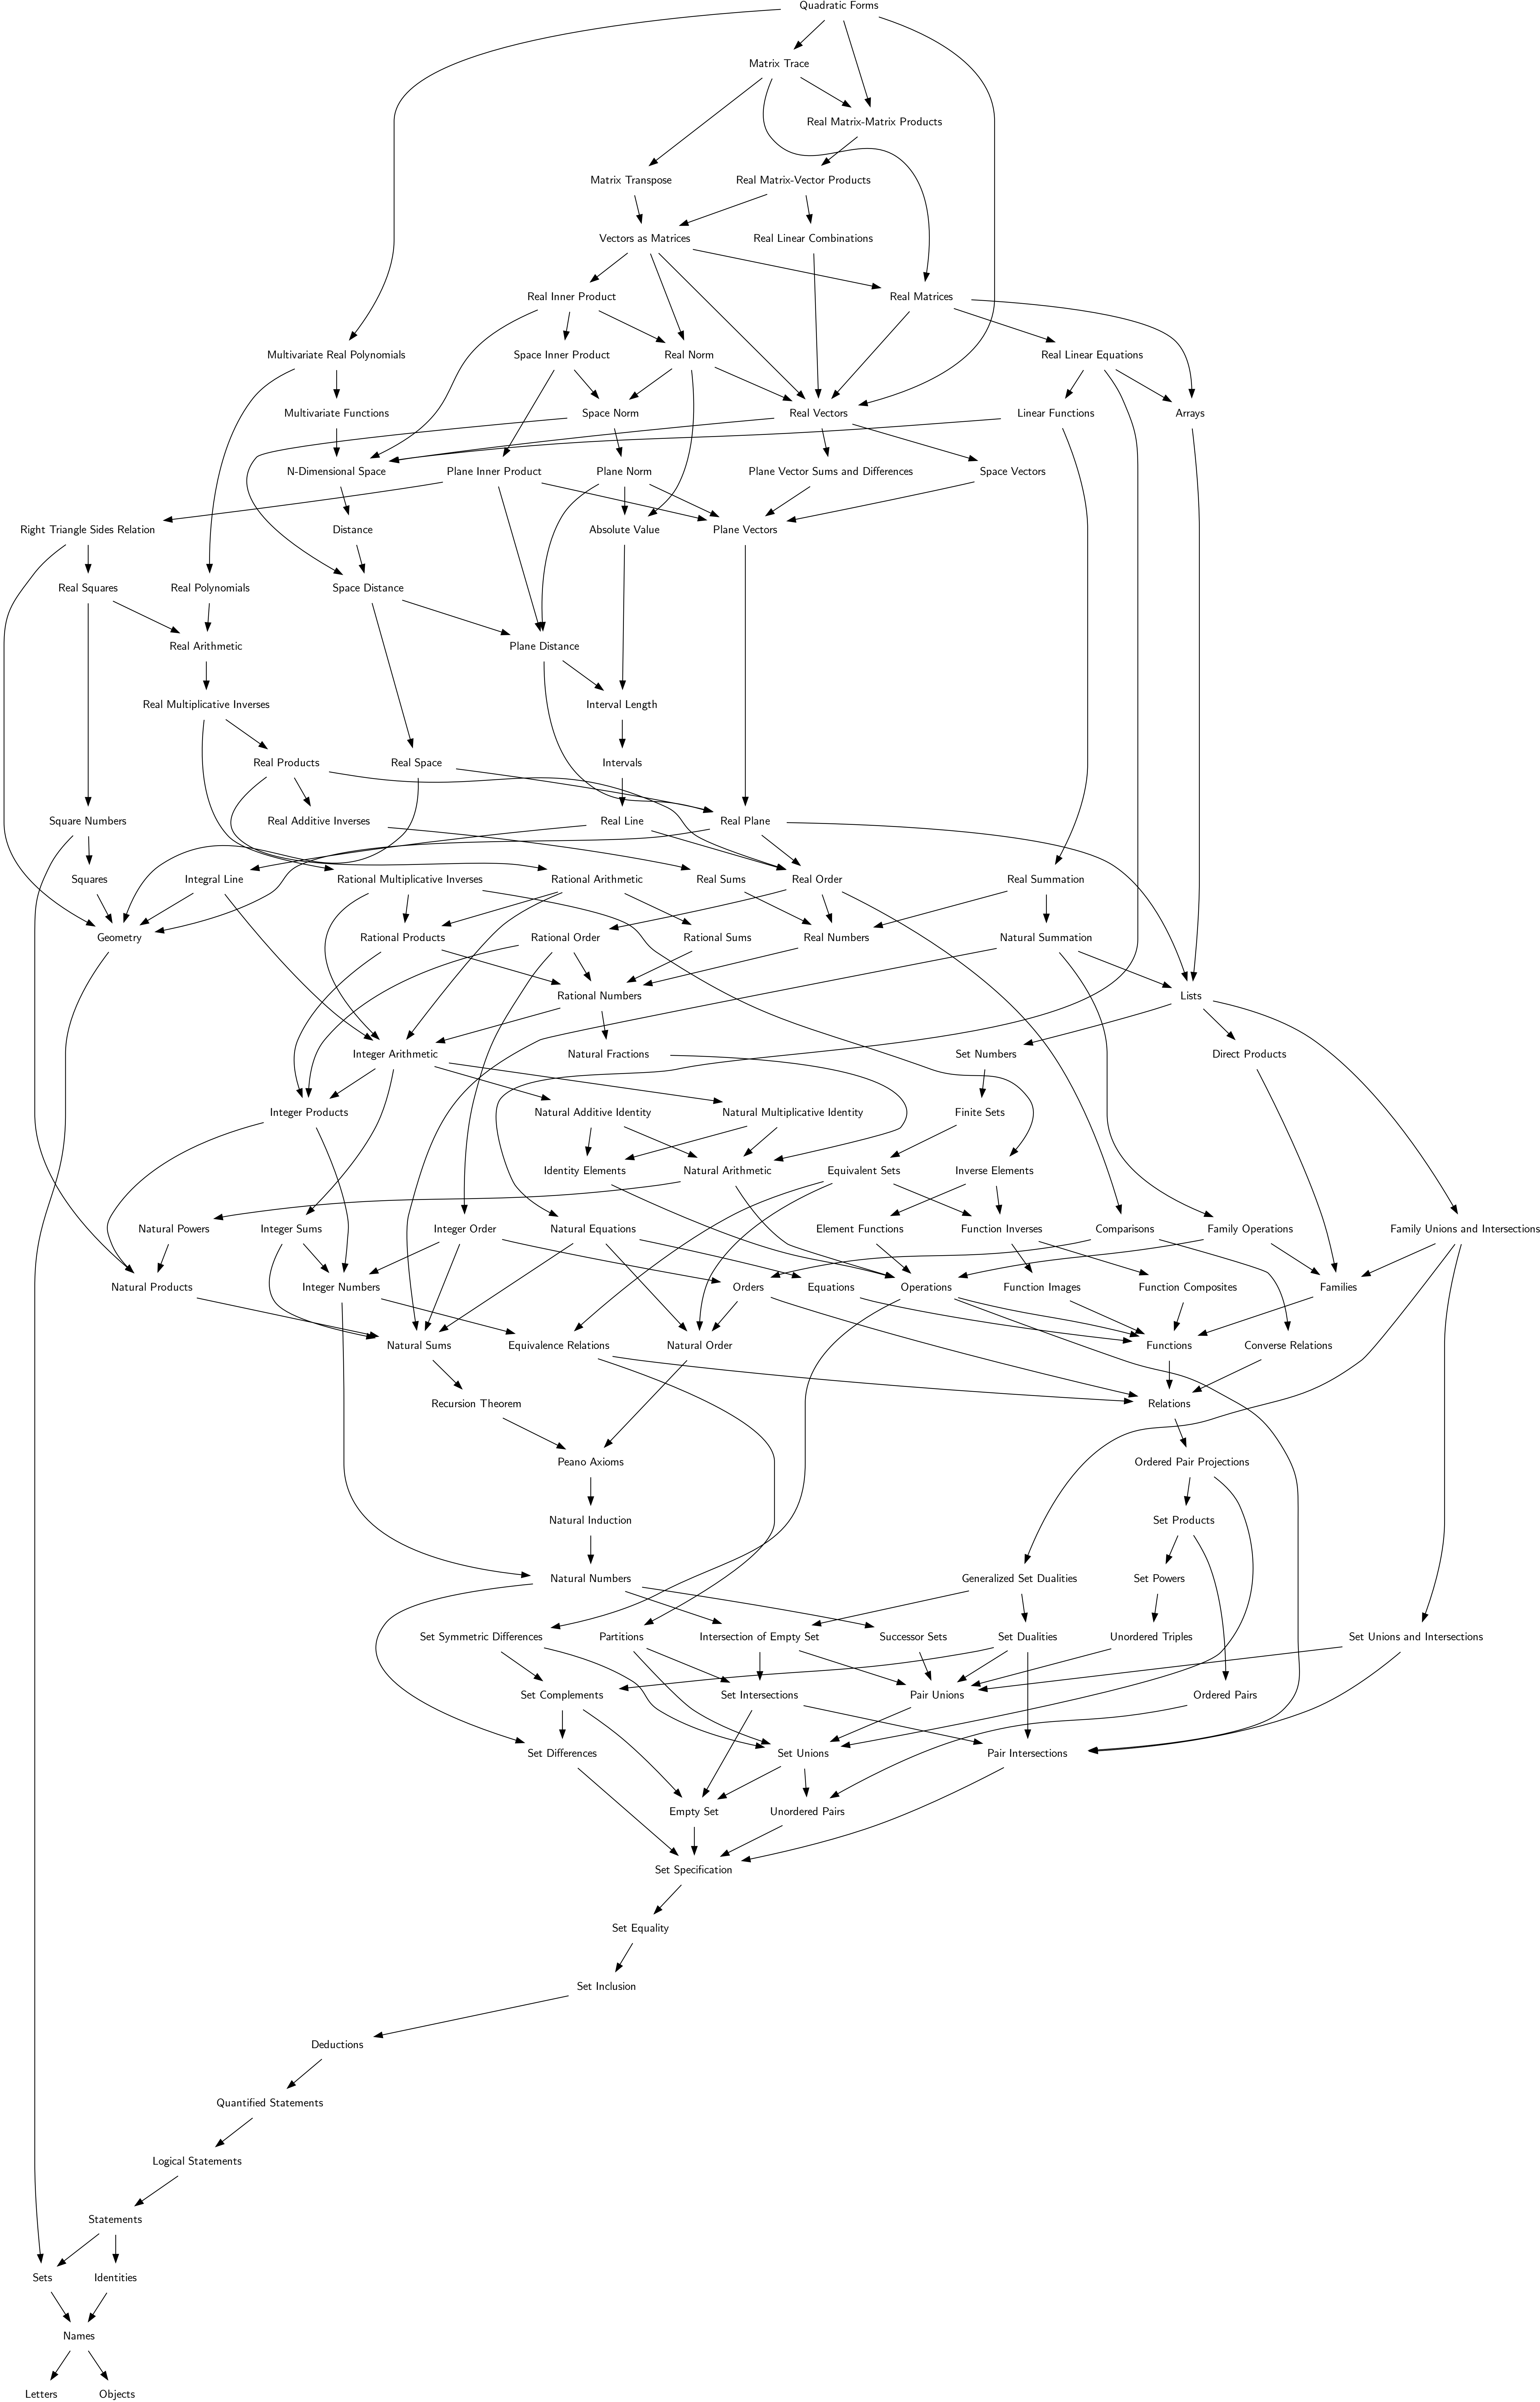 Quadratic Forms
Matrix Trace
Real Matrix-Matrix Products
Matrix Transpose
Real Matrix-Vector Products
Vectors as Matrices
Real Linear Combinations
Real Inner Product
Real Matrices
Multivariate Real Polynomials
Space Inner Product
Real Norm
Real Linear Equations
Multivariate Functions
Space Norm
Real Vectors
Linear Functions
Arrays
N-Dimensional Space
Plane Inner Product
Plane Norm
Plane Vector Sums and Differences
Space Vectors
Right Triangle Sides Relation
Distance
Absolute Value
Plane Vectors
Real Squares
Real Polynomials
Space Distance
Real Arithmetic
Plane Distance
Real Multiplicative Inverses
Interval Length
Real Products
Real Space
Intervals
Square Numbers
Real Additive Inverses
Real Line
Real Plane
Squares
Integral Line
Rational Multiplicative Inverses
Rational Arithmetic
Real Sums
Real Order
Real Summation
Geometry
Rational Products
Rational Order
Rational Sums
Real Numbers
Natural Summation
Rational Numbers
Lists
Integer Arithmetic
Natural Fractions
Set Numbers
Direct Products
Integer Products
Natural Additive Identity
Natural Multiplicative Identity
Finite Sets
Identity Elements
Natural Arithmetic
Equivalent Sets
Inverse Elements
Natural Powers
Integer Sums
Integer Order
Natural Equations
Element Functions
Function Inverses
Comparisons
Family Operations
Family Unions and Intersections
Natural Products
Integer Numbers
Orders
Equations
Operations
Function Images
Function Composites
Families
Natural Sums
Equivalence Relations
Natural Order
Functions
Converse Relations
Recursion Theorem
Relations
Peano Axioms
Ordered Pair Projections
Natural Induction
Set Products
Natural Numbers
Generalized Set Dualities
Set Powers
Set Symmetric Differences
Partitions
Intersection of Empty Set
Successor Sets
Set Dualities
Unordered Triples
Set Unions and Intersections
Set Complements
Set Intersections
Pair Unions
Ordered Pairs
Set Differences
Set Unions
Pair Intersections
Empty Set
Unordered Pairs
Set Specification
Set Equality
Set Inclusion
Deductions
Quantified Statements
Logical Statements
Statements
Sets
Identities
Names
Letters
Objects